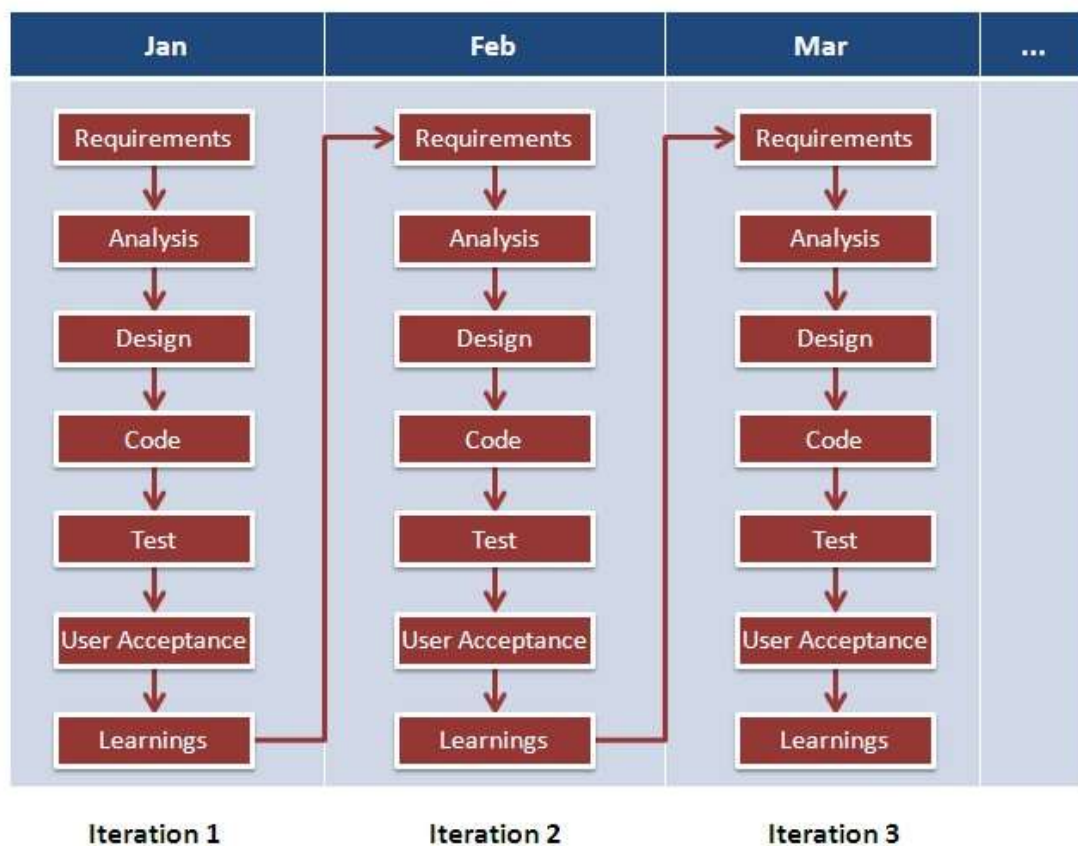 Jan
Feb
Mar
...
Requirements
Analysis
Design
Code
Test
User Acceptance
Learnings
Requirements
Analysis
Design
Code
Test
User Acceptance
Learnings
Requirements
Analysis
Design
Code
Test
User Acceptance
Learnings
Iteration 1
Iteration 2
Iteration 3